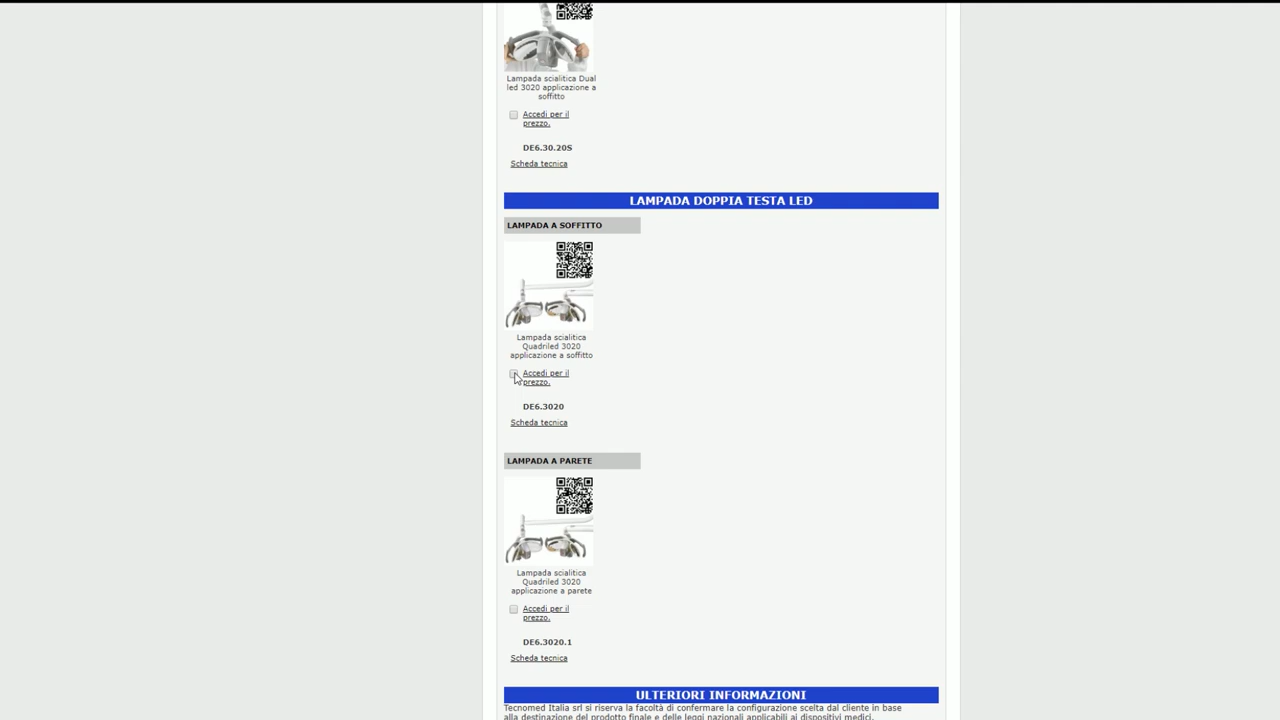 Lampada scialitica Dual
led 3020 applicazione a
soffitto
Accedi per il
prezzo.
DE6.30.20S
Scheda tecnica
LAMPADA DOPPIA TESTA LED
LAMPADA A SOFFITTO
Lampada scialitica
Quadriled 3020
applicazione a soffitto
Accedi per il
prezzo.
DE6.3020
Scheda tecnica
LAMPADA A PARETE
Lampada scialitica
Quadriled 3020
applicazione a parete
Accedi per il
prezzo.
DE6.3020.1
Scheda tecnica
ULTERIORI INFORMAZIONI
Tecnomed Italia srl si riserva la facoltà di confermare la configurazione scelta dal cliente in base
alla destinazione del prodotto finale e delle leggi nazionali applicabili ai dispositivi medici.